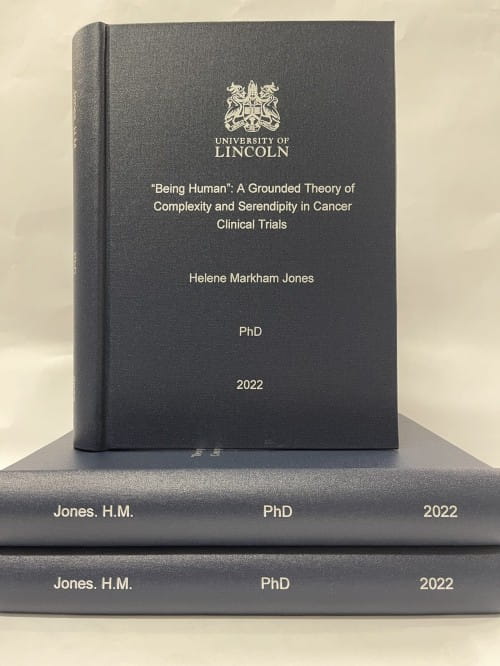 UNIVERSITY OF
LINCOLN
"Being Human": A Grounded Theory of
Complexity and Serendipity in Cancer
Clinical Trials
Helene Markham Jones
PhD
2022
Jones. H.M. PhD 2022
Jones. H.M. PhD 2022